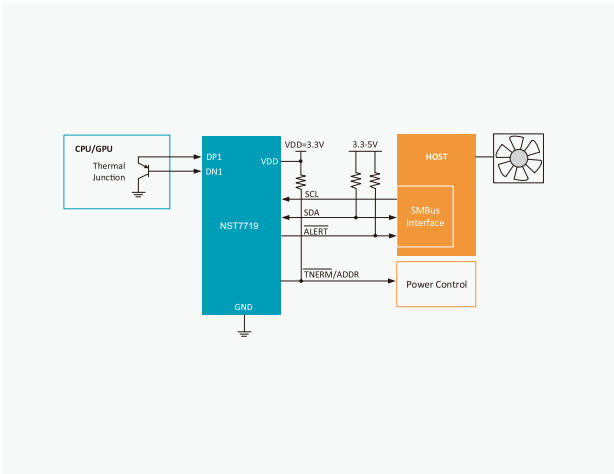 CPU/GPU
Thermal
Junction
DP1
DN1
VDD
NST7719
GND
VDD=3.3V
3.3-5V
SCL
SDA
ALERT
TNERM/ADDR
HOST
SMBus
Interface
Power Control